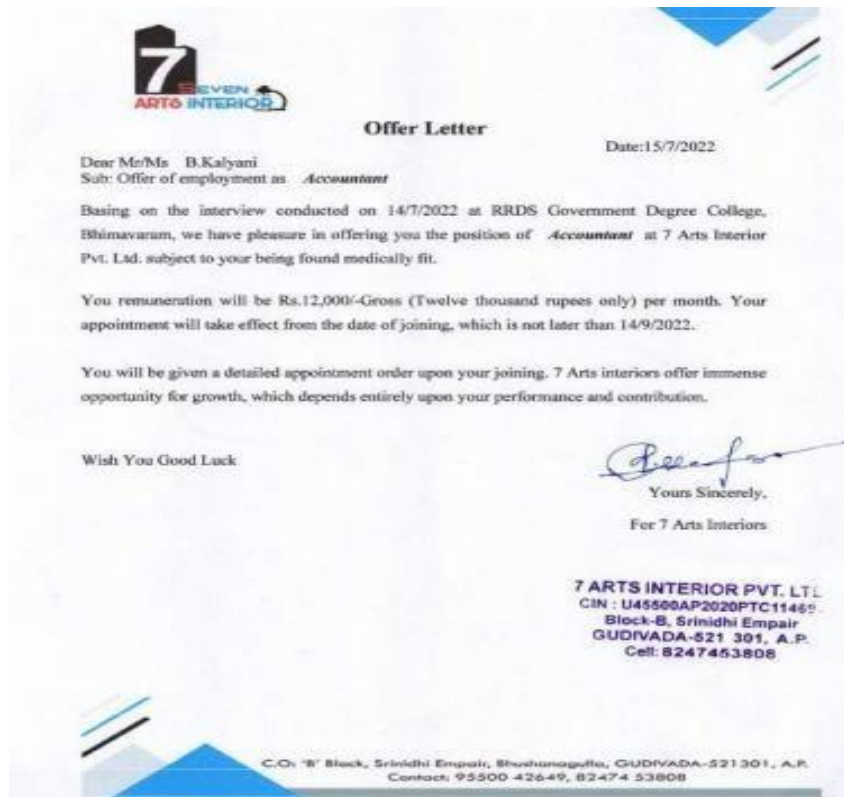 7
SEVEN
ARTS INTERIOR
Offer Letter
Date:15/7/2022
Dear Mr/Ms B.Kalyani
Sub: Offer of employment as Accountant
Basing on the interview conducted on 14/7/2022 at RRDS Government Degree College,
Bhimavaram, we have pleasure in offering you the position of Accountant at 7 Arts Interior
Pvt. Ltd. subject to your being found medically fit.
You remuneration will be Rs.12,000/-Gross (Twelve thousand rupees only) per month. Your
appointment will take effect from the date of joining, which is not later than 14/9/2022.
You will be given a detailed appointment order upon your joining. 7 Arts interiors offer immense
opportunity for growth, which depends entirely upon your performance and contribution.
Wish You Good Luck
Yours Sincerely,
For 7 Arts Interiors
7 ARTS INTERIOR PVT. LT
CIN : U45500AP2020PTC1146
Block-B, Srinidhi Empair
GUDIVADA-521 301, A.P.
Cell: 8247453808
C.O: 'B' Block, Srinidhi Empair, Bhushanagulla, GUDIVADA-521301, A.P.
Contact: 95500 42649, 82474 53808